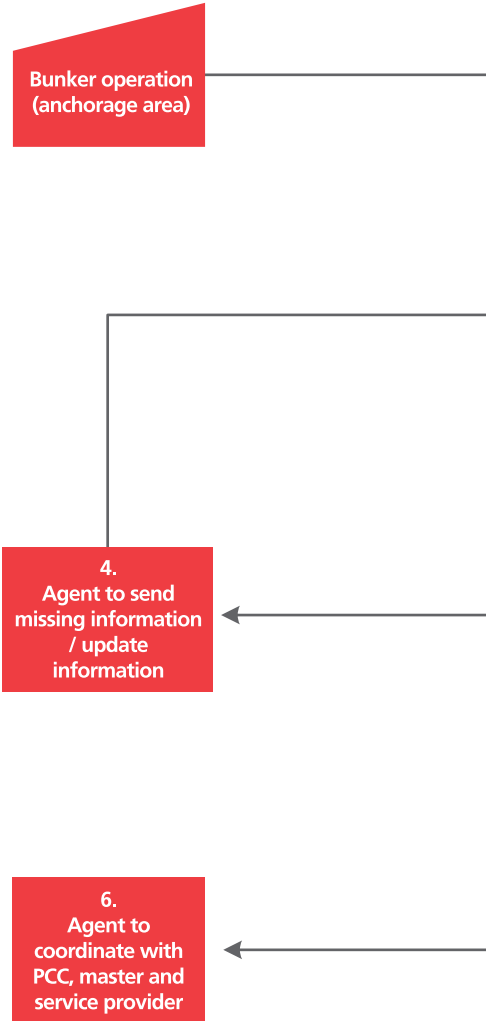 Bunker operation
(anchorage area)
4.
Agent to send
missing information
/ update
information
6.
Agent to
coordinate with
PCC, master and
service provider